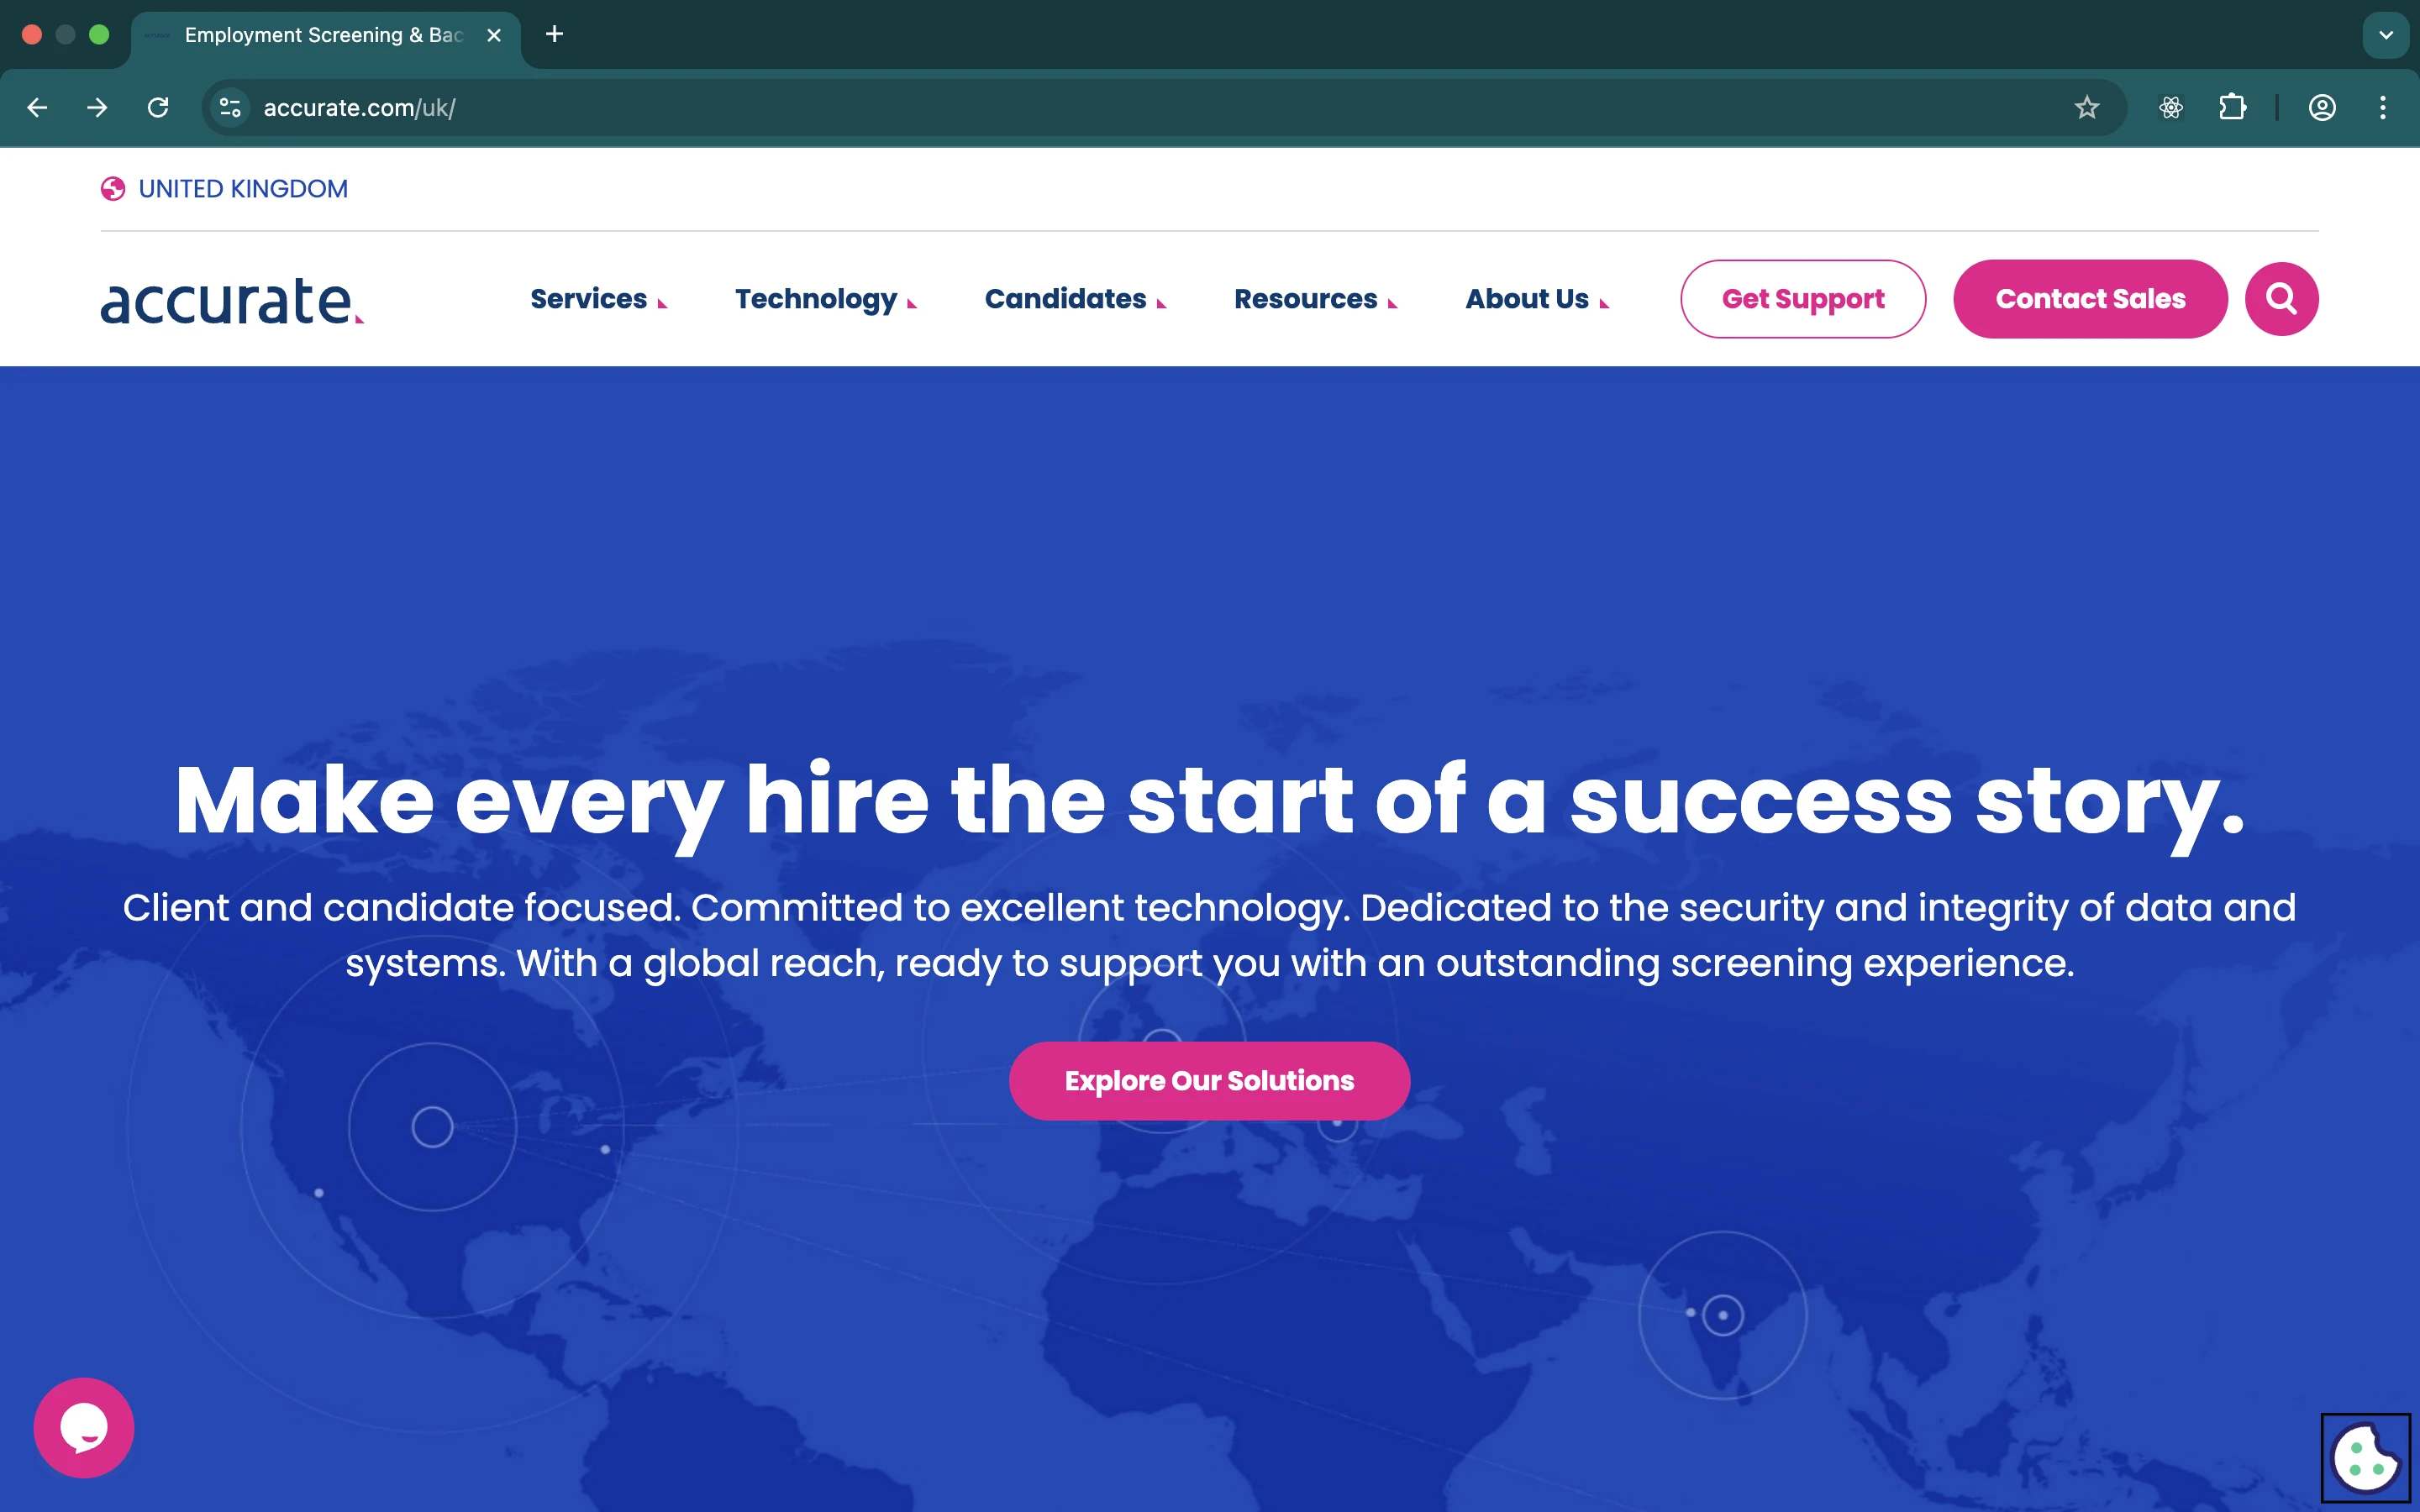 Employment Screening & Bac
accurate.com/uk/
UNITED KINGDOM
accurate.
Services
Technology
Candidates
Resources
About Us
Get Support
Contact Sales
Make every hire the start of a success story.
Client and candidate focused. Committed to excellent technology. Dedicated to the security and integrity of data and
systems. With a global reach, ready to support you with an outstanding screening experience.
Explore Our Solutions